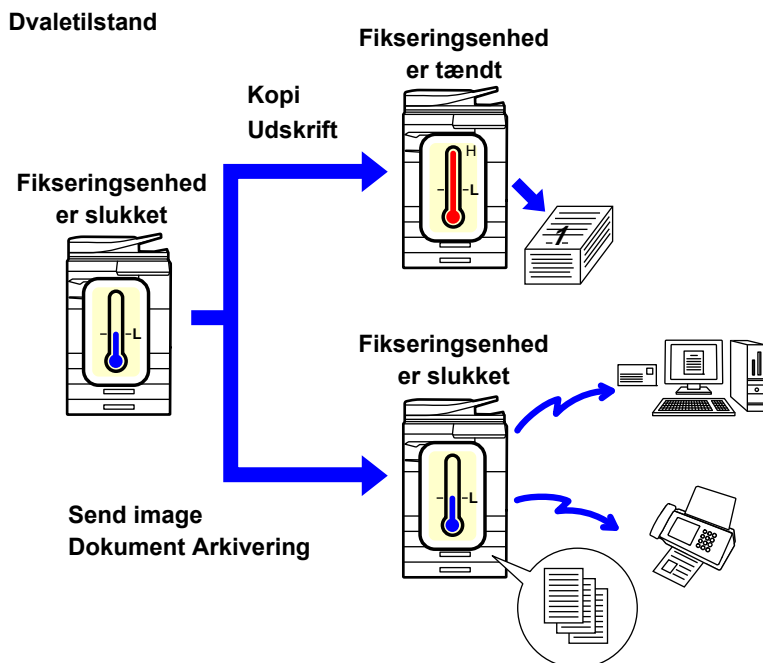 Dvaletilstand
Fikseringsenhed
er tændt
Kopi
Udskrift
H
L
1
Fikseringsenhed
er slukket
L
Fikseringsenhed
er slukket
L
Send image
Dokument Arkivering